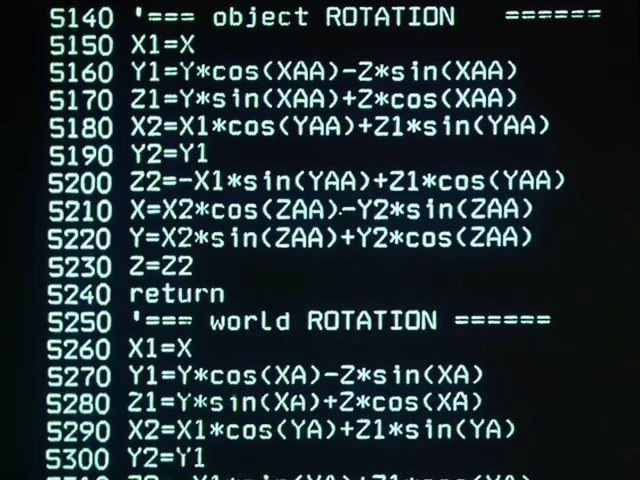 5140 '=== object ROTATION ======
5150 X1=X
5160 Y1=Y*cos(XAA)-Z*sin(XAA)
5170 Z1=Y*sin(XAA)+Z*cos(XAA)
5180 X2=X1*cos(YAA)+Z1*sin(YAA)
5190 Y2=Y1
5200 Z2=-X1*sin(YAA)+Z1*cos(YAA)
5210 X=X2*cos(ZAA)-Y2*sin(ZAA)
5220 Y=X2*sin(ZAA)+Y2*cos(ZAA)
5230 Z=Z2
5240 return
5250 '=== world ROTATION ======
5260 X1=X
5270 Y1=Y*cos(XA)-Z*sin(XA)
5280 Z1=Y*sin(XA)+Z*cos(XA)
5290 X2=X1*cos(YA)+Z1*sin(YA)
5300 Y2=Y1